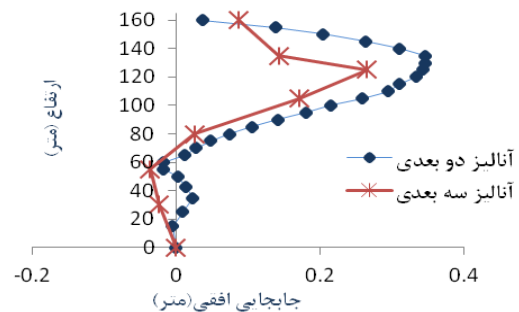 160
140
120
100
80
60
40
20
0
ارتفاع (متر)
آنالیز دو بعدی
آنالیز سه بعدی
-0.2 0 0.2 0.4
جابجایی افقی(متر)